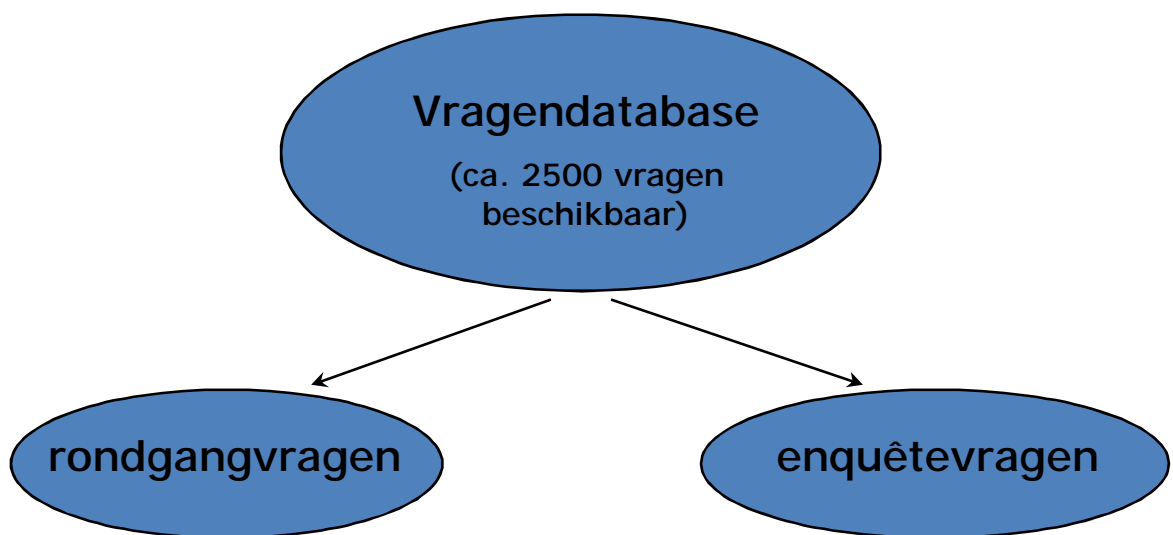 Vragendatabase
(ca. 2500 vragen
beschikbaar)
rondgangvragen
enquêtevragen